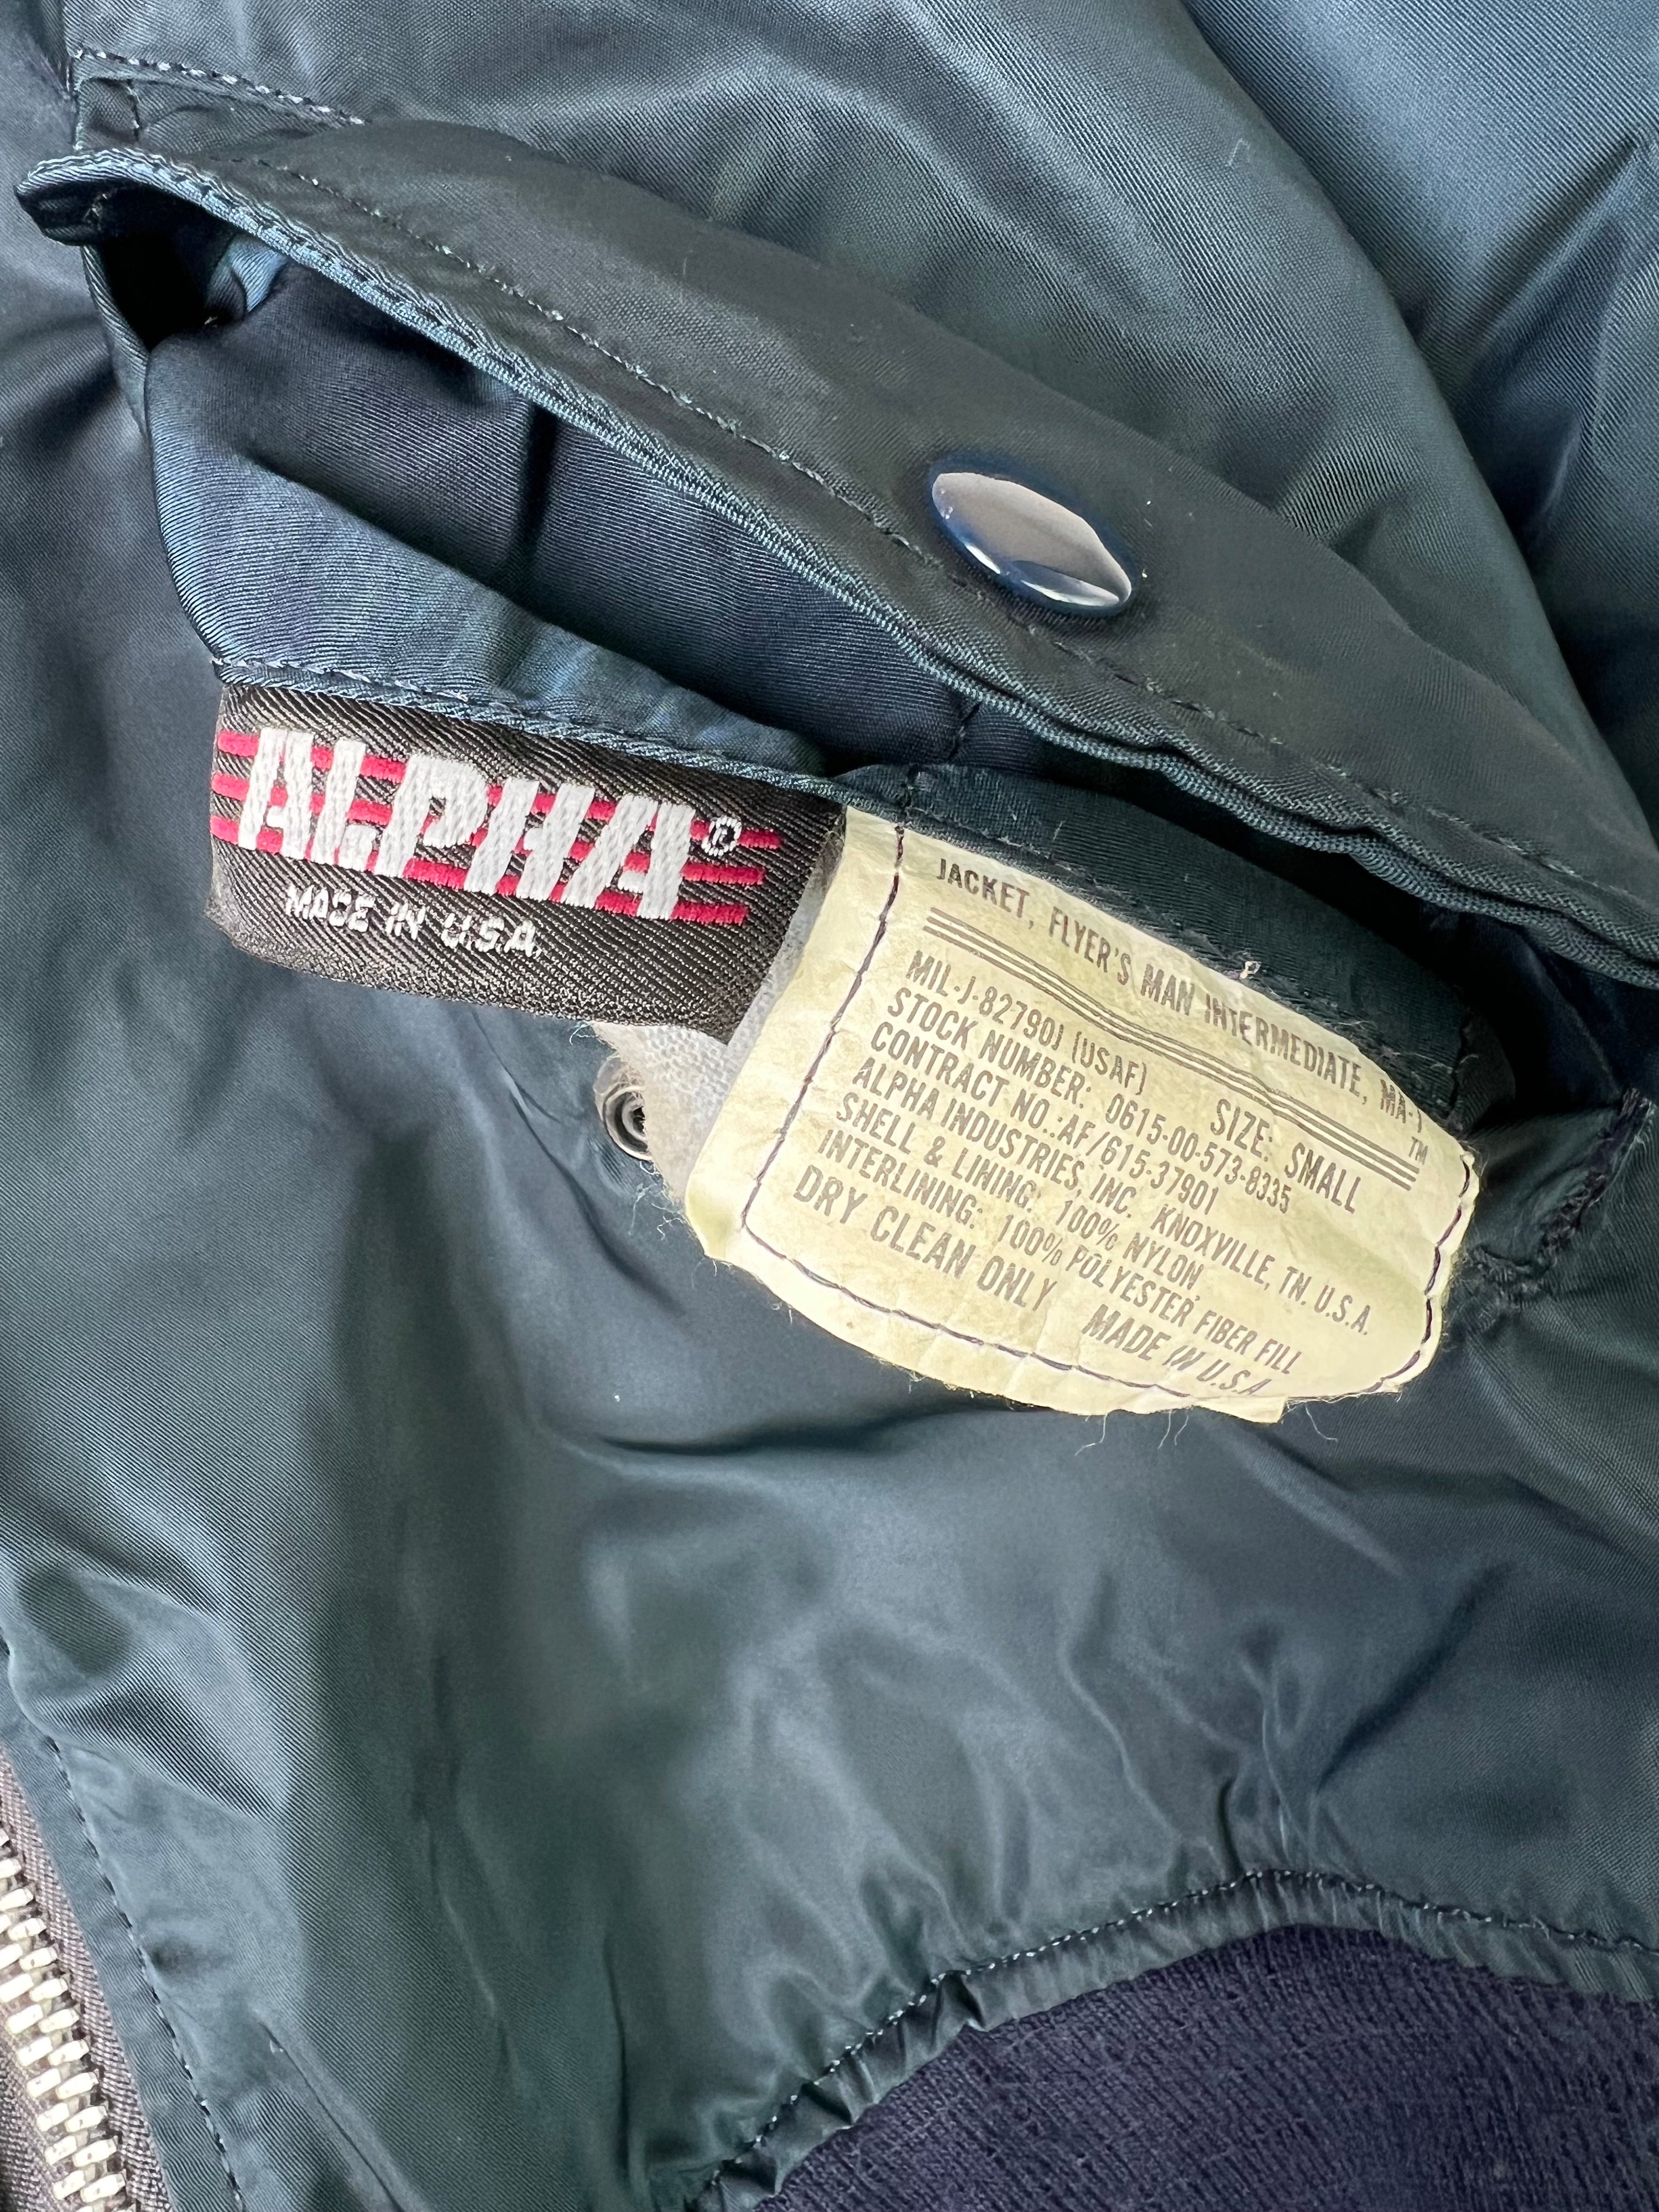 ALPHA®
MADE IN U.S.A.
JACKET, FLYER'S MAN INTERMEDIATE, MA-1
TM
MIL-J-82790J (USAF) SIZE: SMALL
STOCK NUMBER: 0615-00-573-8335
CONTRACT NO.:AF/615-37901
ALPHA INDUSTRIES, INC. KNOXVILLE, TN. U.S.A.
SHELL & LINING: 100% NYLON
INTERLINING: 100% POLYESTER FIBER FILL
DRY CLEAN ONLY MADE IN U.S.A.